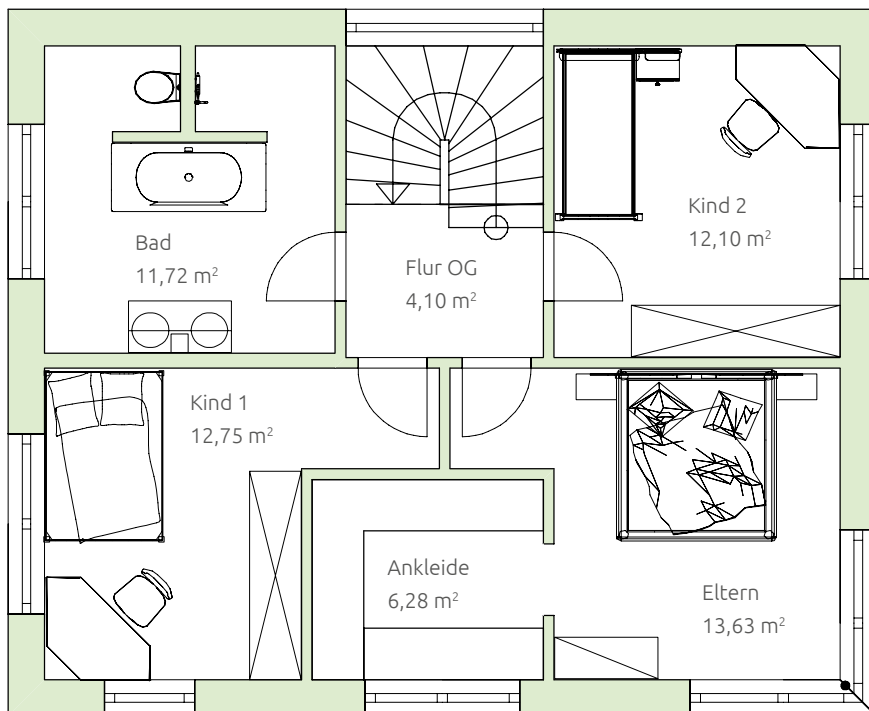 Bad
11,72 m²
Flur OG
4,10 m²
Kind 2
12,10 m²
Kind 1
12,75 m²
Ankleide
6,28 m²
Eltern
13,63 m²